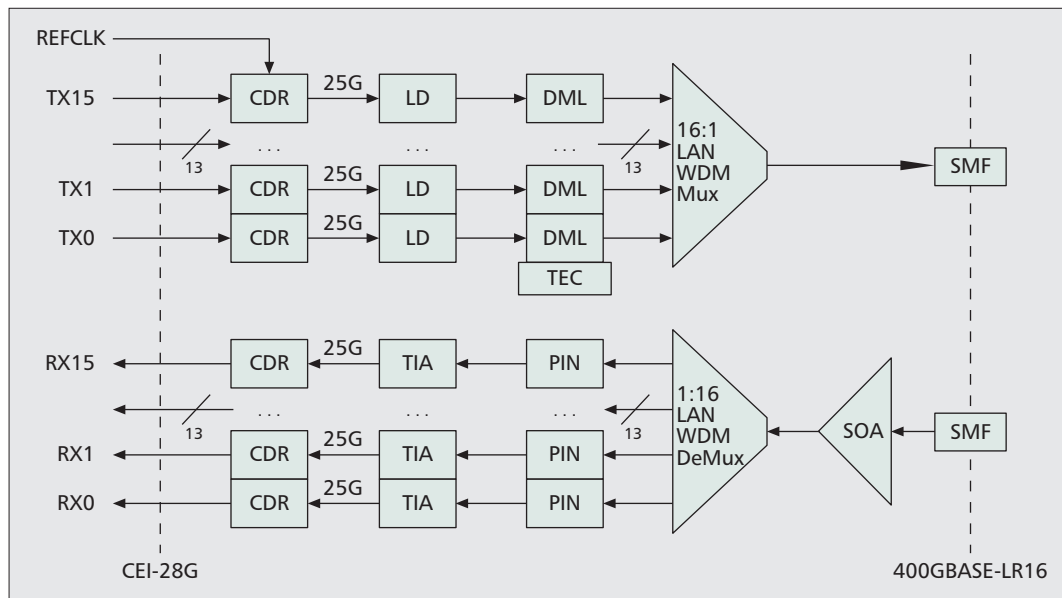 REFCLK
TX15 CDR 25G LD DML
13 . . . . . . . . . 13
TX1 CDR 25G LD DML
TX0 CDR 25G LD DML
TEC
16:1
LAN
WDM
Mux
SMF
RX15 CDR 25G TIA PIN
13 . . . . . . . . . 13
RX1 CDR 25G TIA PIN
RX0 CDR 25G TIA PIN
1:16
LAN
WDM
DeMux
SOA
SMF
CEI-28G
400GBASE-LR16